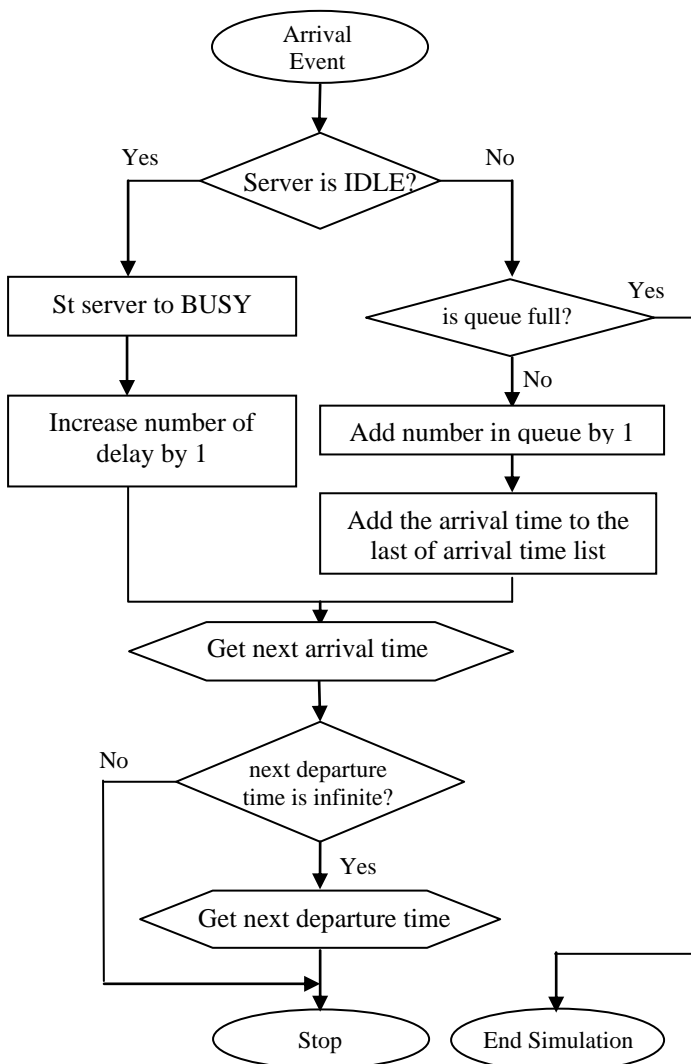 Arrival
Event
Yes
No
Server is IDLE?
St server to BUSY
Yes
is queue full?
No
Increase number of
delay by 1
Add number in queue by 1
Add the arrival time to the
last of arrival time list
Get next arrival time
No
next departure
time is infinite?
Yes
Get next departure time
Stop
End Simulation